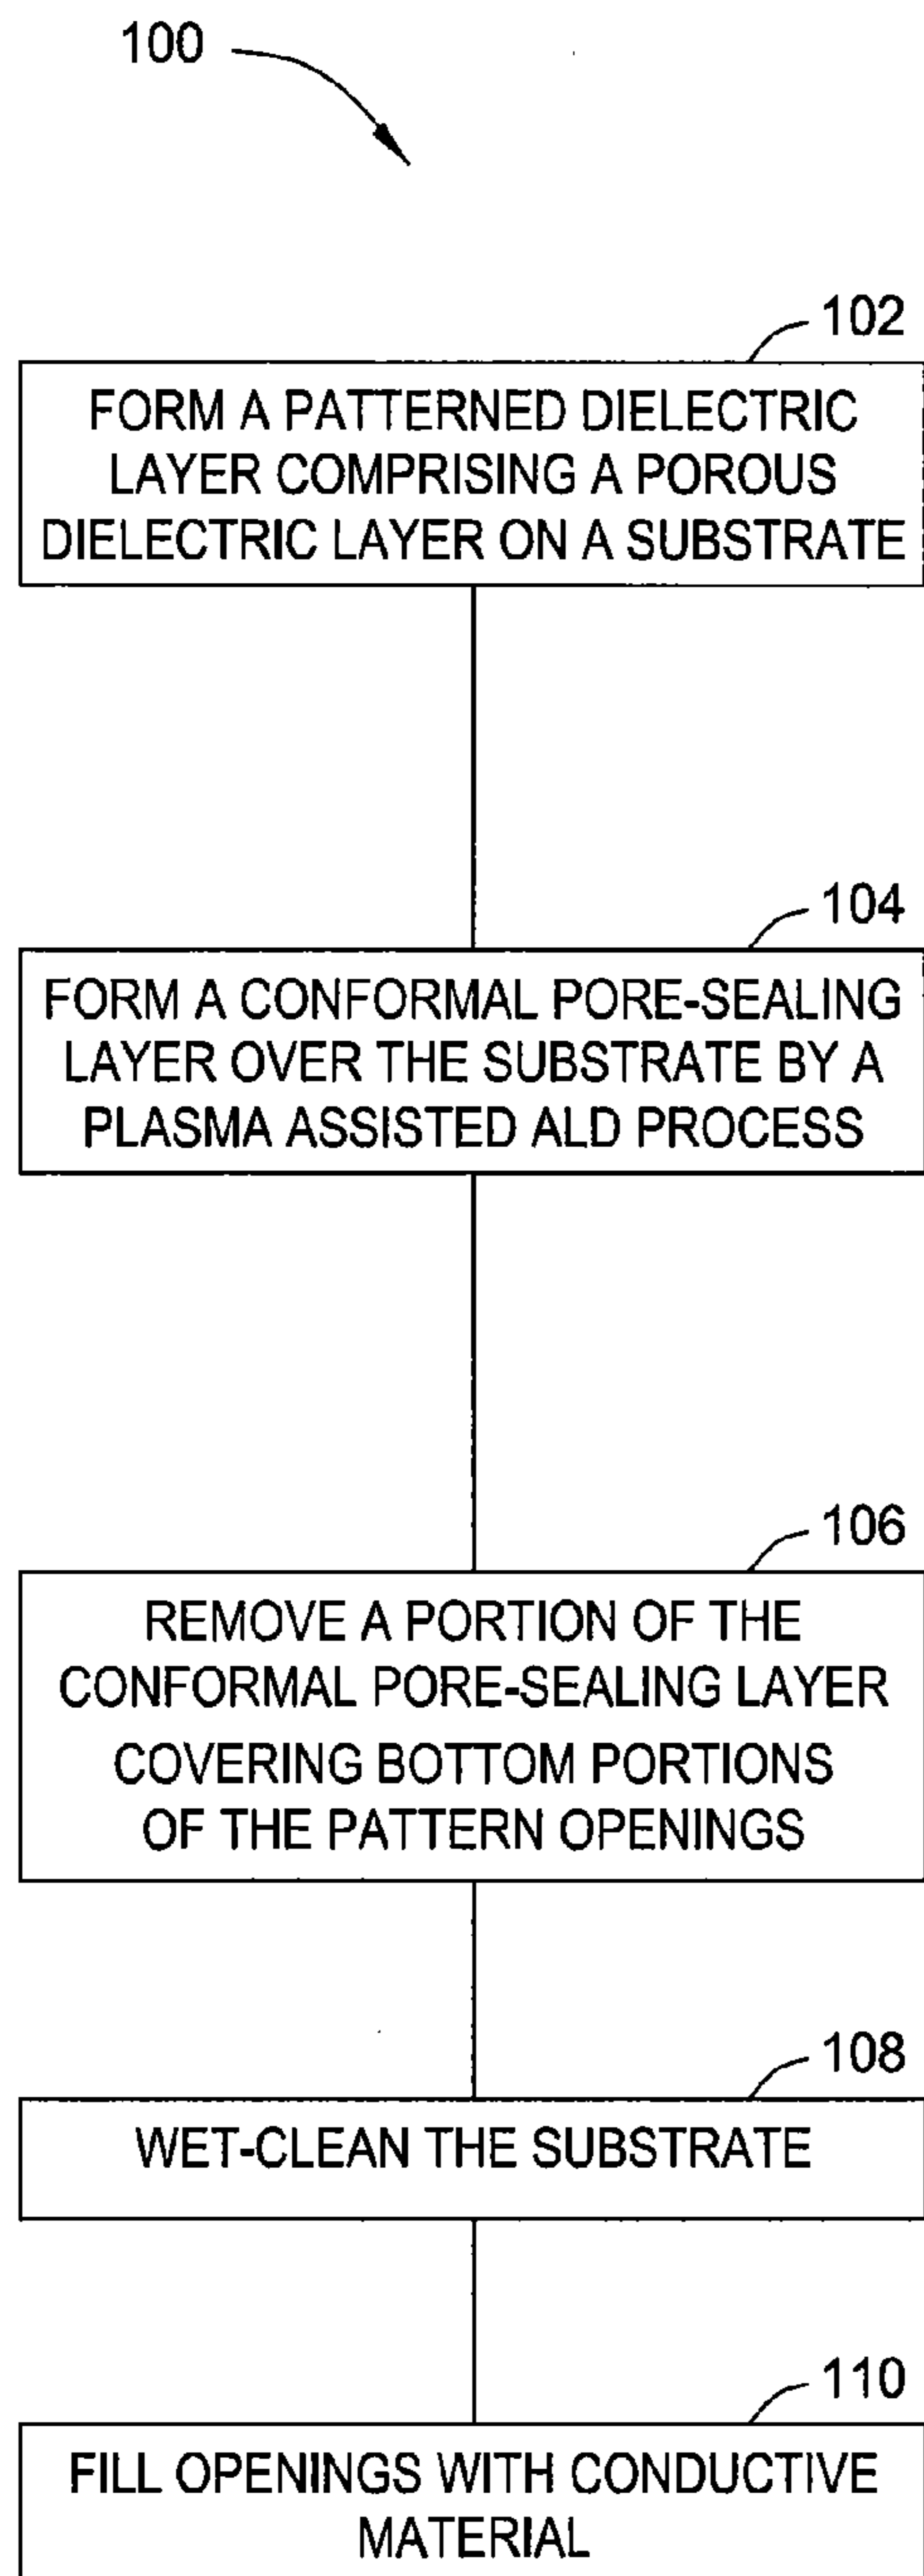 100
102
FORM A PATTERNED DIELECTRIC
LAYER COMPRISING A POROUS
DIELECTRIC LAYER ON A SUBSTRATE
104
FORM A CONFORMAL PORE-SEALING
LAYER OVER THE SUBSTRATE BY A
PLASMA ASSISTED ALD PROCESS
106
REMOVE A PORTION OF THE
CONFORMAL PORE-SEALING LAYER
COVERING BOTTOM PORTIONS
OF THE PATTERN OPENINGS
108
WET-CLEAN THE SUBSTRATE
110
FILL OPENINGS WITH CONDUCTIVE
MATERIAL